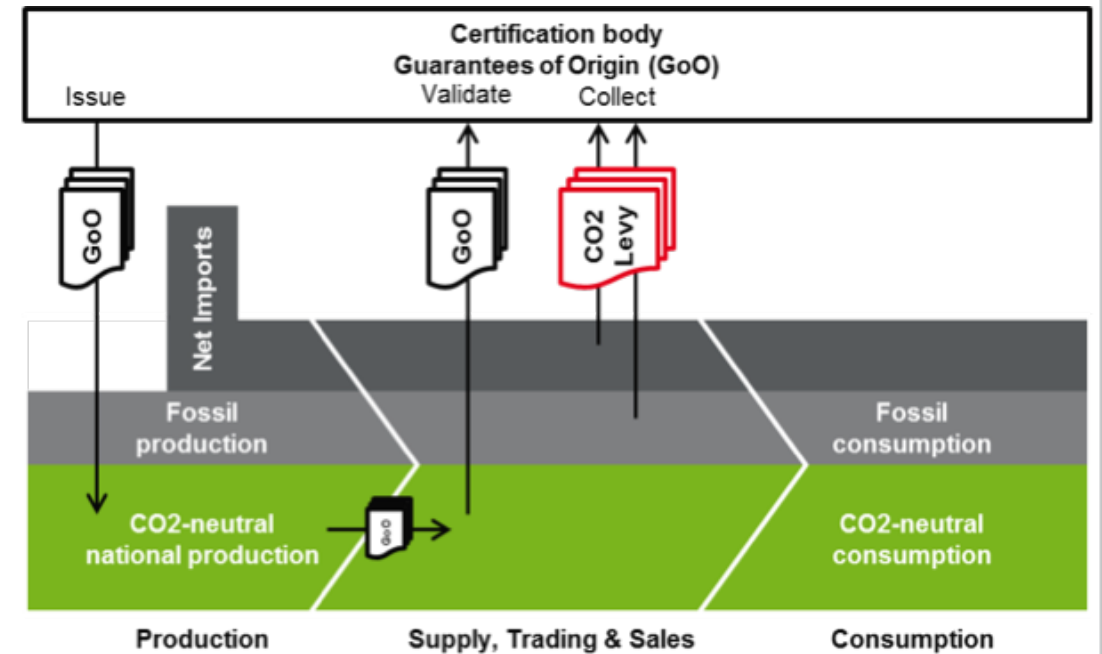 Certification body
Guarantees of Origin (GoO)
Issue
Validate
Collect
GoO
GoO
CO2
Levy
Net Imports
Fossil
production
Fossil
consumption
CO2-neutral
national production
GoO
CO2-neutral
consumption
Production
Supply, Trading & Sales
Consumption